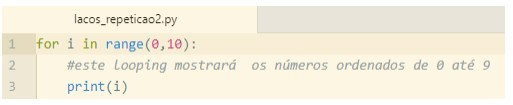 lacos_repeticao2.py
1 for i in range(0,10):
2 #este looping mostrará os números ordenados de 0 até 9
3 print(i)